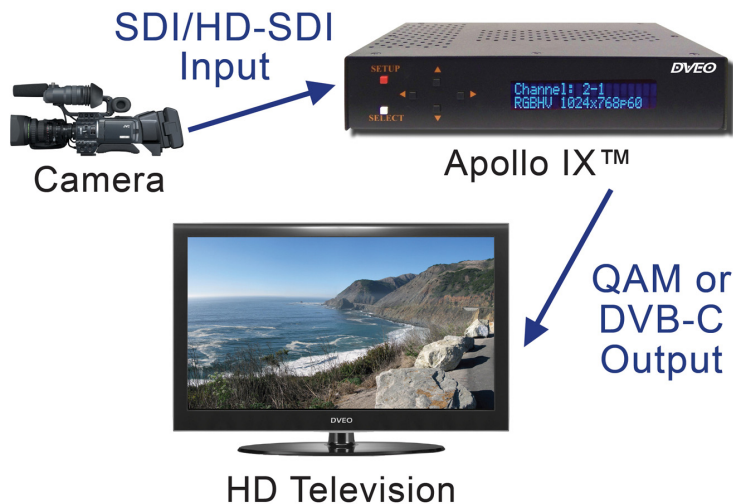 SDI/HD-SDI
Input
SETUP
DVEO
Channel: 2-1
RGBHV 1024x768p60
SELECT
Camera
Apollo IX™
QAM or
DVB-C
Output
DVEO
HD Television